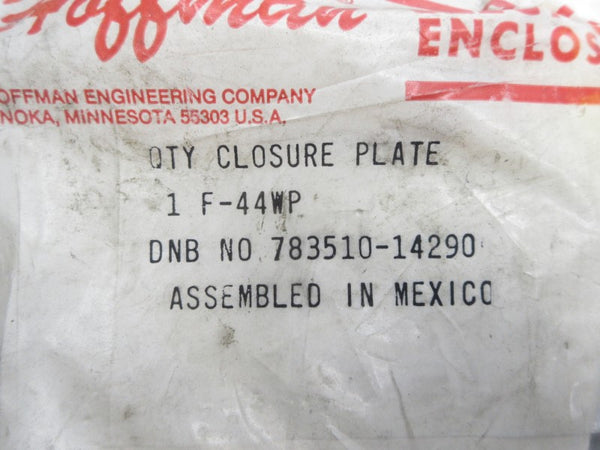 Hoffman
ENCLOS
OFFMAN ENGINEERING COMPANY
NOKA, MINNESOTA 55303 U.S.A.
QTY CLOSURE PLATE
1 F-44WP
DNB NO 783510-14290
ASSEMBLED IN MEXICO